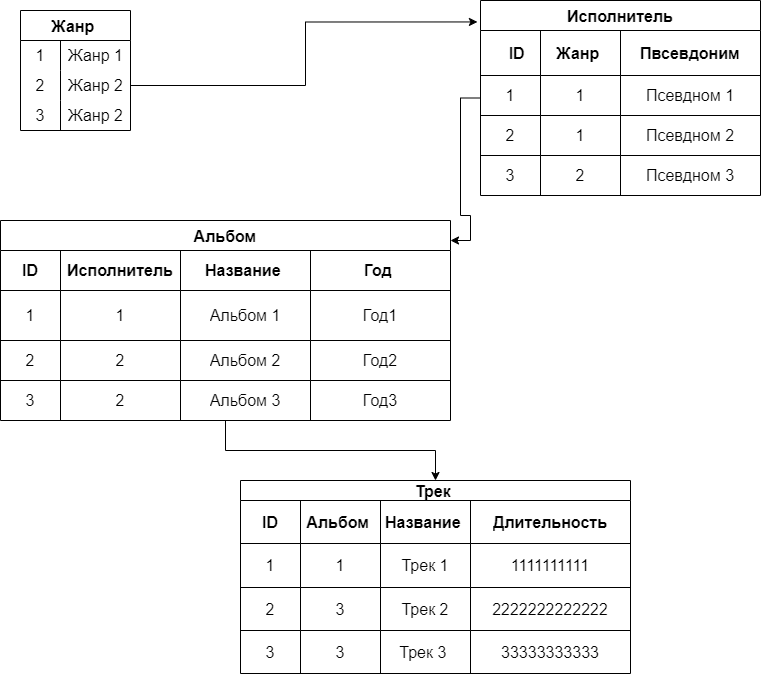 Жанр
1 Жанр 1
2 Жанр 2
3 Жанр 2
Исполнитель
ID Жанр Пвсевдоним
1 1 Псевдном 1
2 1 Псевдном 2
3 2 Псевдном 3
Альбом
ID Исполнитель Название Год
1 1 Альбом 1 Год1
2 2 Альбом 2 Год2
3 2 Альбом 3 Год3
Трек
ID Альбом Название Длительность
1 1 Трек 1 1111111111
2 3 Трек 2 2222222222222
3 3 Трек 3 33333333333